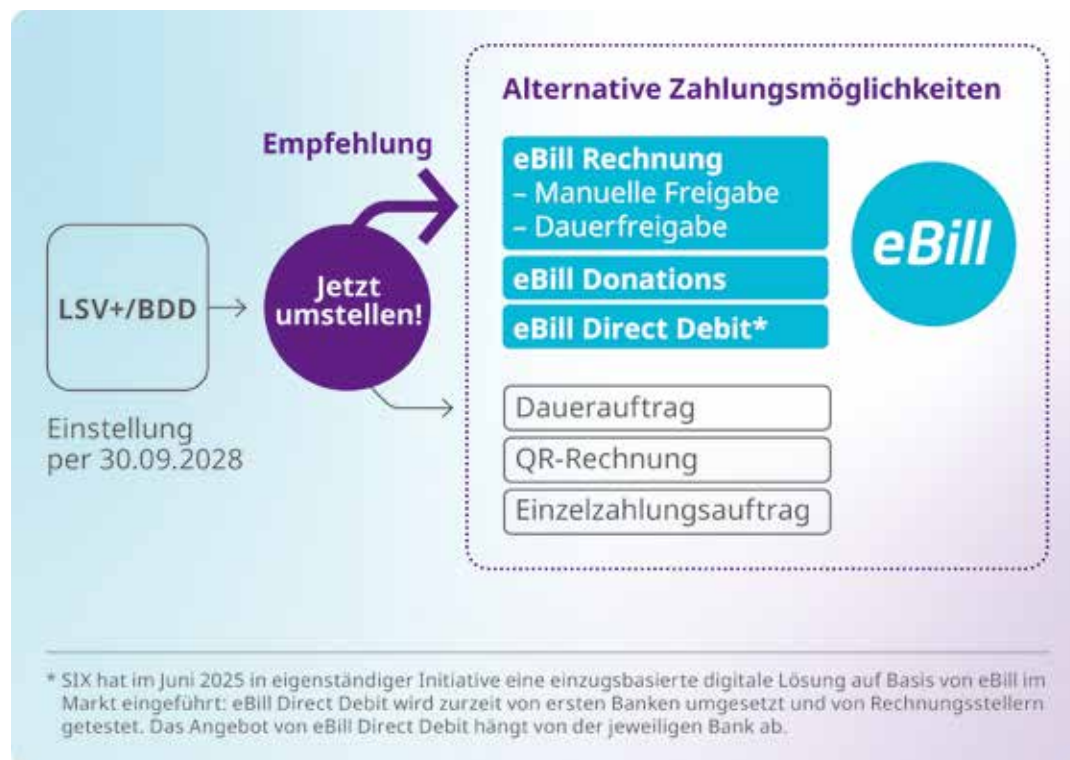 Alternative Zahlungsmöglichkeiten
Empfehlung
eBill Rechnung
– Manuelle Freigabe
– Dauerfreigabe
eBill Donations
eBill Direct Debit*
eBill
LSV+/BDD
Jetzt
umstellen!
Einstellung
per 30.09.2028
Dauerauftrag
QR-Rechnung
Einzelzahlungsauftrag
* SIX hat im Juni 2025 in eigenständiger Initiative eine einzugsbasierte digitale Lösung auf Basis von eBill im
Markt eingeführt: eBill Direct Debit wird zurzeit von ersten Banken umgesetzt und von Rechnungsstellern
getestet. Das Angebot von eBill Direct Debit hängt von der jeweiligen Bank ab.